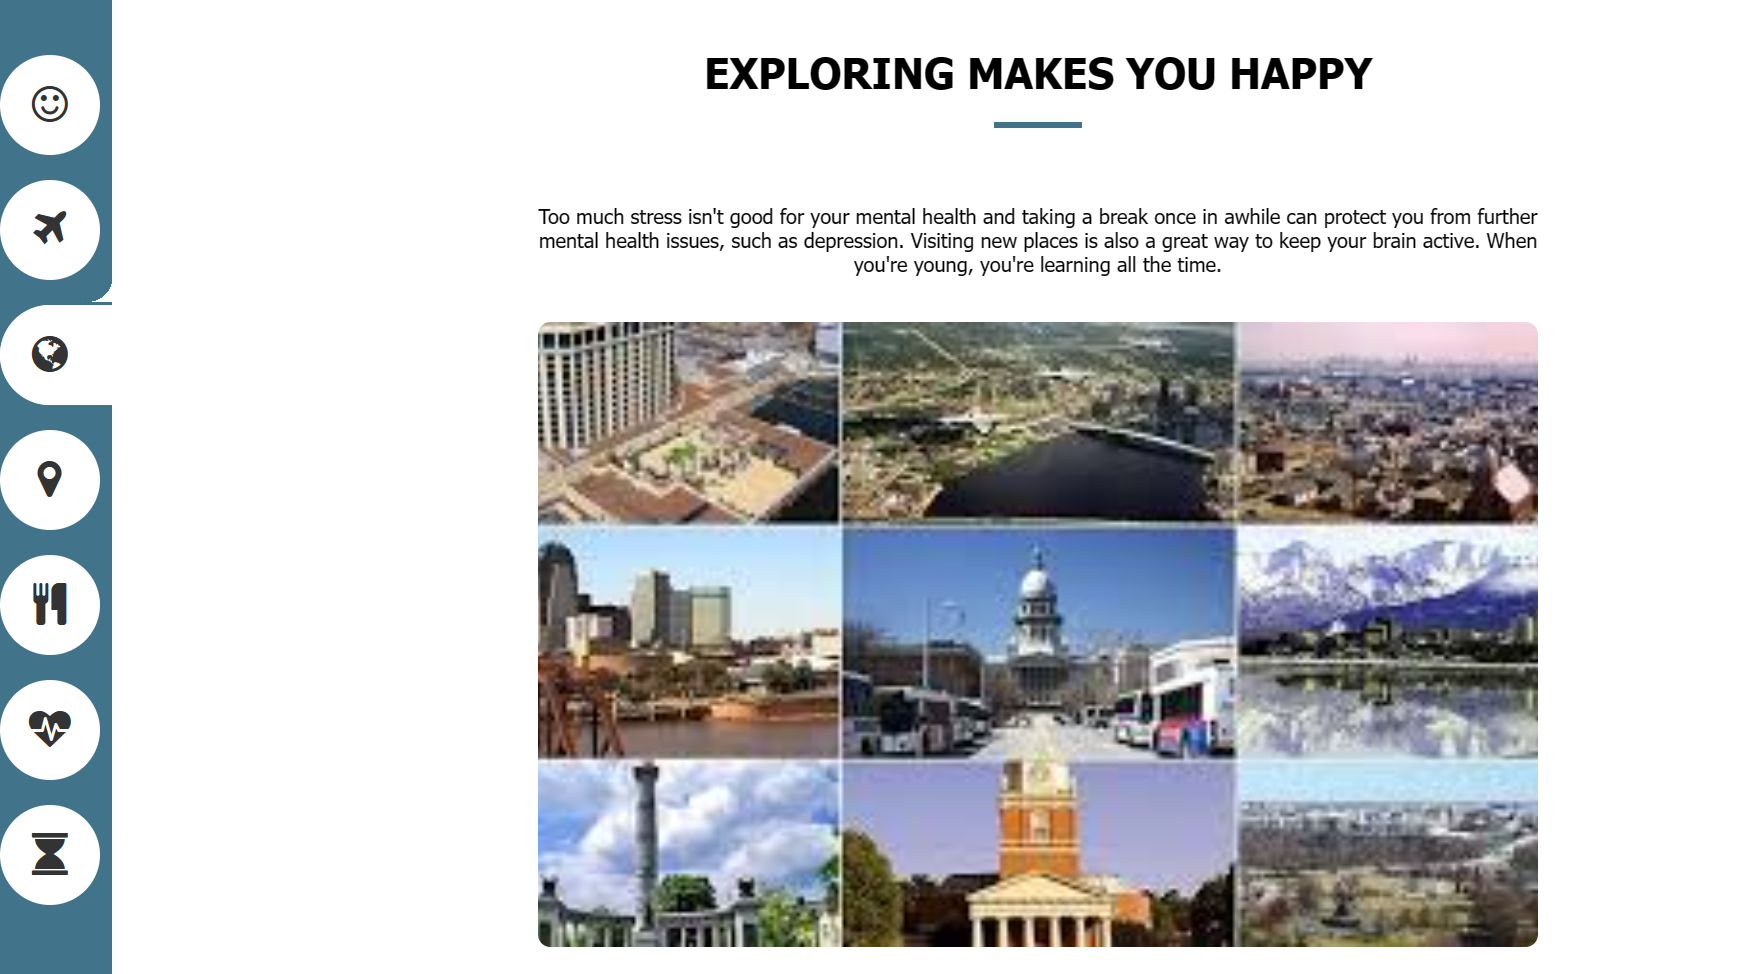 EXPLORING MAKES YOU HAPPY
Too much stress isn't good for your mental health and taking a break once in awhile can protect you from further
mental health issues, such as depression. Visiting new places is also a great way to keep your brain active. When
you're young, you're learning all the time.